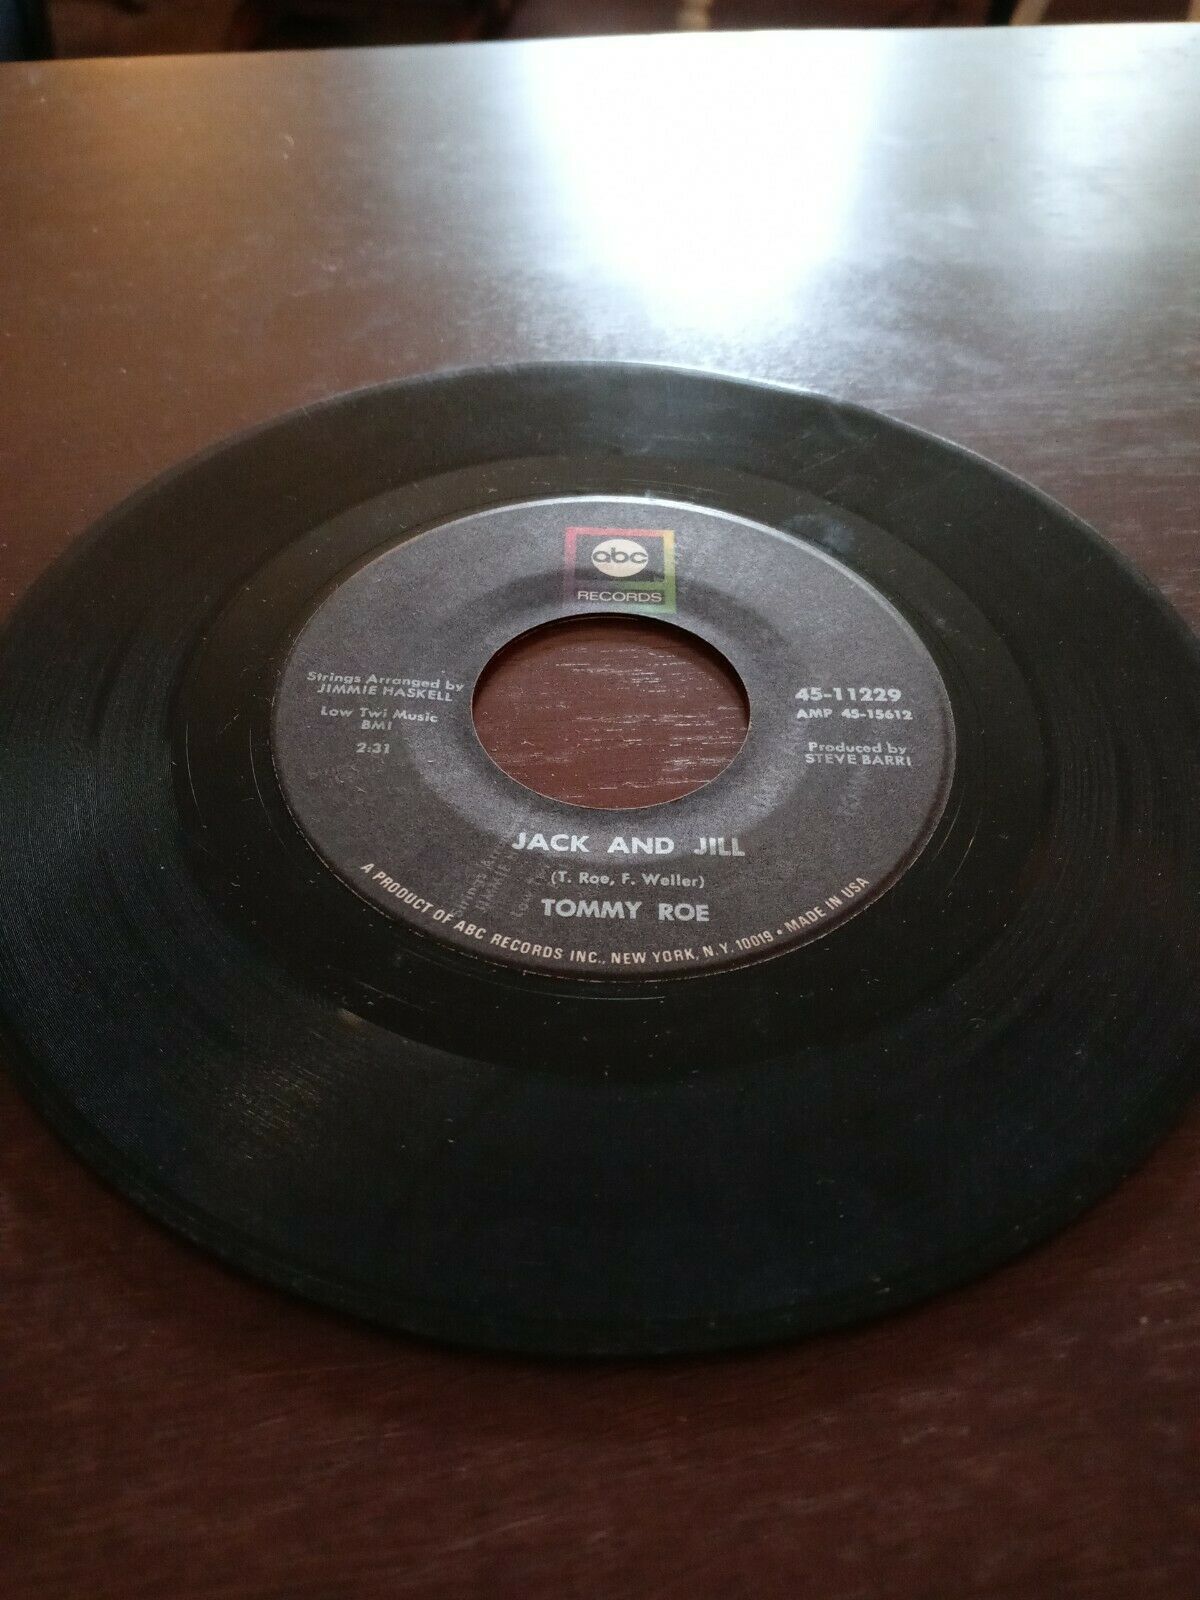 abc
RECORDS
Strings Arranged by
JIMMIE HASKELL
Low Twi Music
BMI
2:31
45-11229
AMP 45-15612
Produced by
STEVE BARRI
JACK AND JILL
(T. Roe, F. Weller)
TOMMY ROE
A PRODUCT OF ABC RECORDS INC., NEW YORK, N.Y. 10019 • MADE IN USA